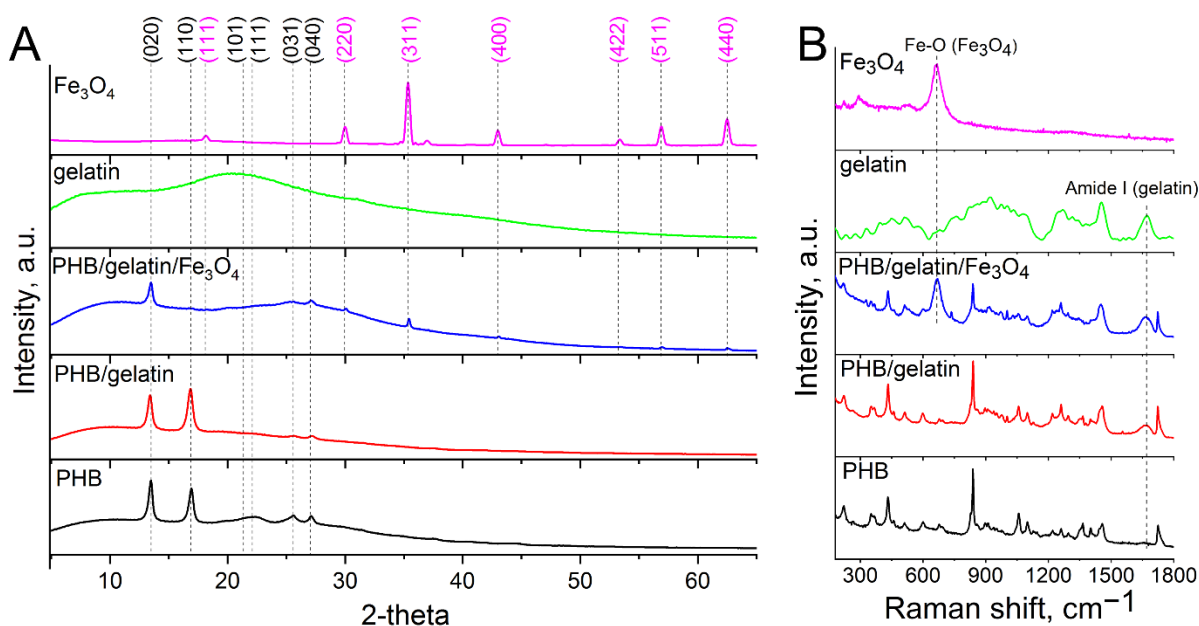 A
(020)
(110)
(111)
(101)
(111)
(031)
(040)
(220)
(311)
(400)
(422)
(511)
(440)
Fe₃O₄
gelatin
PHB/gelatin/Fe₃O₄
PHB/gelatin
PHB
Intensity, a.u.
10 20 30 40 50 60
2-theta
B
Fe-O (Fe₃O₄)
Fe₃O₄
gelatin
Amide I (gelatin)
PHB/gelatin/Fe₃O₄
PHB/gelatin
PHB
Intensity, a.u.
300 600 900 1200 1500 1800
Raman shift, cm⁻¹